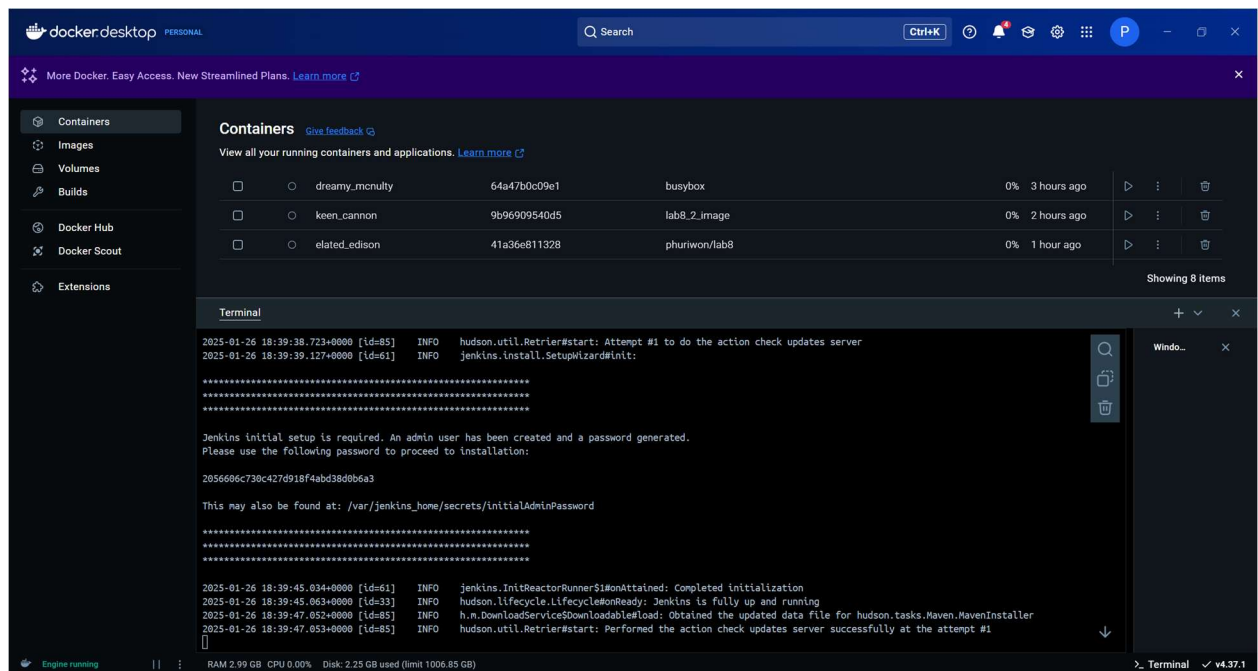 docker.desktop PERSONAL
Search
Ctrl+K
4
P
More Docker. Easy Access. New Streamlined Plans. Learn more
Containers
Images
Volumes
Builds
Docker Hub
Docker Scout
Extensions
Containers Give feedback
View all your running containers and applications. Learn more
dreamy_mcnulty 64a47b0c09e1 busybox 0% 3 hours ago
keen_cannon 9b96909540d5 lab8_2_image 0% 2 hours ago
elated_edison 41a36e811328 phuriwon/lab8 0% 1 hour ago
Showing 8 items
Terminal
Windo...
2025-01-26 18:39:38.723+0000 [id=85] INFO hudson.util.Retrier#start: Attempt #1 to do the action check updates server
2025-01-26 18:39:39.127+0000 [id=61] INFO jenkins.install.SetupWizard#init:
*************************************************************
*************************************************************
*************************************************************
Jenkins initial setup is required. An admin user has been created and a password generated.
Please use the following password to proceed to installation:
2056606c730c427d918f4abd38d0b6a3
This may also be found at: /var/jenkins_home/secrets/initialAdminPassword
*************************************************************
*************************************************************
*************************************************************
2025-01-26 18:39:45.034+0000 [id=61] INFO jenkins.InitReactorRunner$1#onAttained: Completed initialization
2025-01-26 18:39:45.063+0000 [id=33] INFO hudson.lifecycle.Lifecycle#onReady: Jenkins is fully up and running
2025-01-26 18:39:47.052+0000 [id=85] INFO h.m.DownloadService$Downloadable#load: Obtained the updated data file for hudson.tasks.Maven.MavenInstaller
2025-01-26 18:39:47.053+0000 [id=85] INFO hudson.util.Retrier#start: Performed the action check updates server successfully at the attempt #1
Engine running RAM 2.99 GB CPU 0.00% Disk: 2.25 GB used (limit 1006.85 GB) >_ Terminal v4.37.1